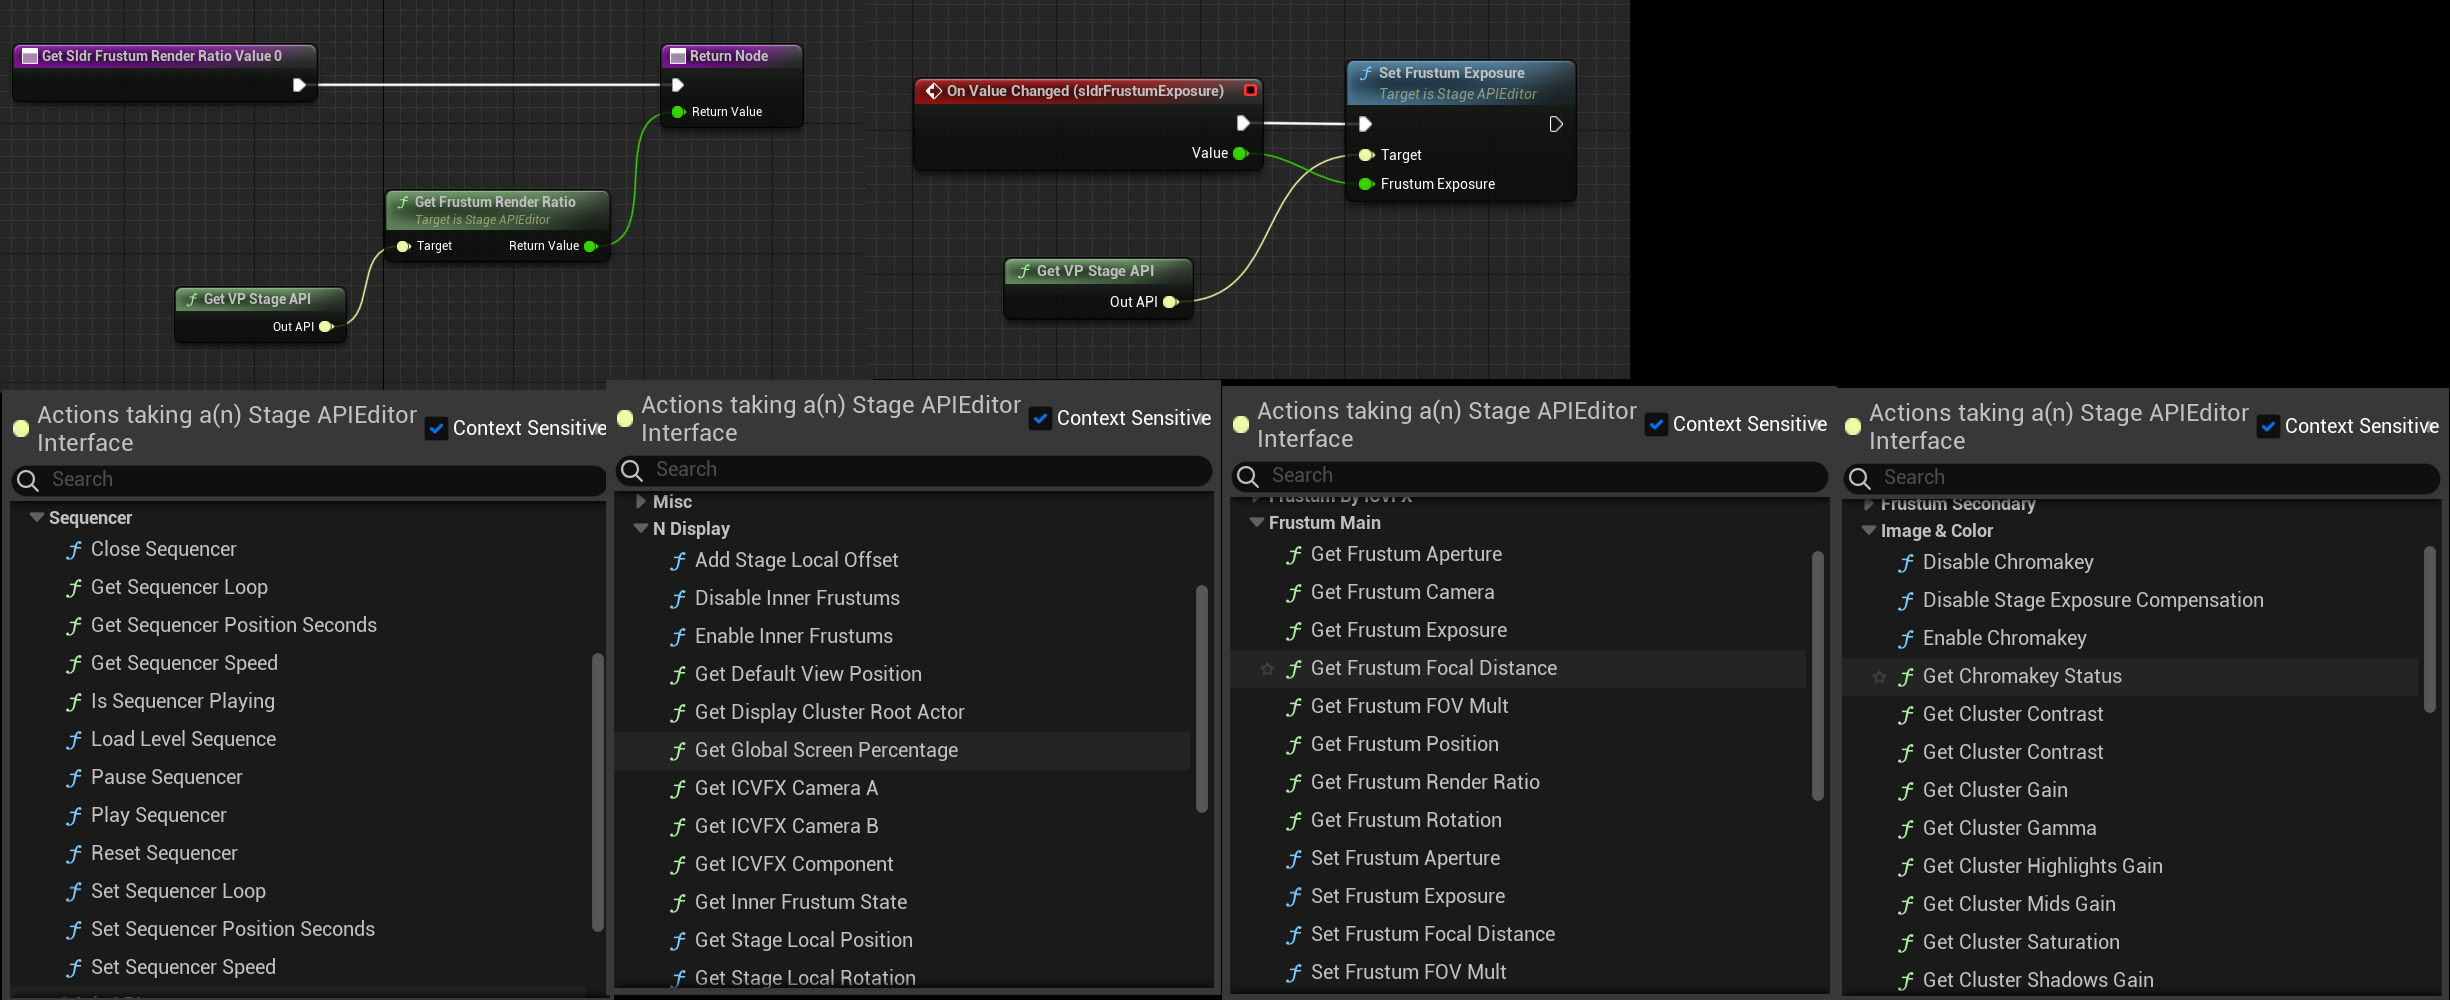 Get Sldr Frustum Render Ratio Value 0
Return Node
Return Value
Get Frustum Render Ratio
Target is Stage APIEditor
Target
Return Value
Get VP Stage API
Out API
On Value Changed (sldrFrustumExposure)
Value
Set Frustum Exposure
Target is Stage APIEditor
Target
Frustum Exposure
Get VP Stage API
Out API
Actions taking a(n) Stage APIEditor
Interface
Context Sensitive
Search
Sequencer
Close Sequencer
Get Sequencer Loop
Get Sequencer Position Seconds
Get Sequencer Speed
Is Sequencer Playing
Load Level Sequence
Pause Sequencer
Play Sequencer
Reset Sequencer
Set Sequencer Loop
Set Sequencer Position Seconds
Set Sequencer Speed
Actions taking a(n) Stage APIEditor
Interface
Context Sensitive
Search
Misc
N Display
Add Stage Local Offset
Disable Inner Frustums
Enable Inner Frustums
Get Default View Position
Get Display Cluster Root Actor
Get Global Screen Percentage
Get ICVFX Camera A
Get ICVFX Camera B
Get ICVFX Component
Get Inner Frustum State
Get Stage Local Position
Get Stage Local Rotation
Actions taking a(n) Stage APIEditor
Interface
Context Sensitive
Search
Frustum By ICVFX
Frustum Main
Get Frustum Aperture
Get Frustum Camera
Get Frustum Exposure
Get Frustum Focal Distance
Get Frustum FOV Mult
Get Frustum Position
Get Frustum Render Ratio
Get Frustum Rotation
Set Frustum Aperture
Set Frustum Exposure
Set Frustum Focal Distance
Set Frustum FOV Mult
Actions taking a(n) Stage APIEditor
Interface
Context Sensitive
Search
Frustum Secondary
Image & Color
Disable Chromakey
Disable Stage Exposure Compensation
Enable Chromakey
Get Chromakey Status
Get Cluster Contrast
Get Cluster Contrast
Get Cluster Gain
Get Cluster Gamma
Get Cluster Highlights Gain
Get Cluster Mids Gain
Get Cluster Saturation
Get Cluster Shadows Gain